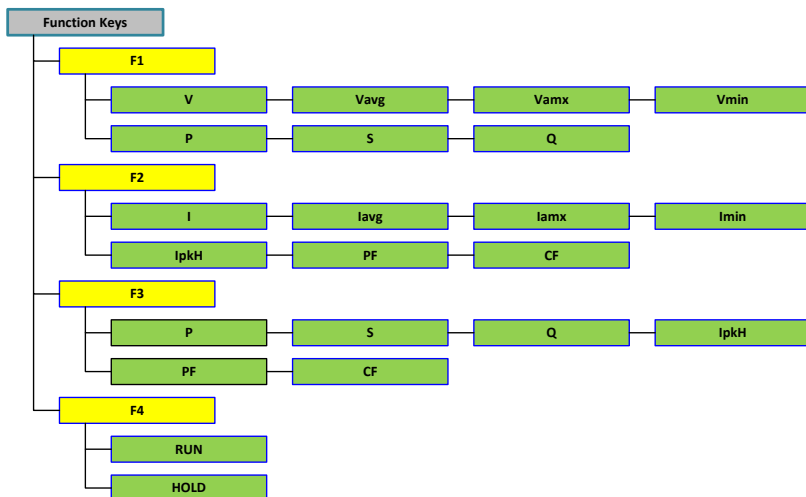 Function Keys
F1
V Vavg Vamx Vmin
P S Q
F2
I Iavg Iamx Imin
IpkH PF CF
F3
P S Q IpkH
PF CF
F4
RUN
HOLD